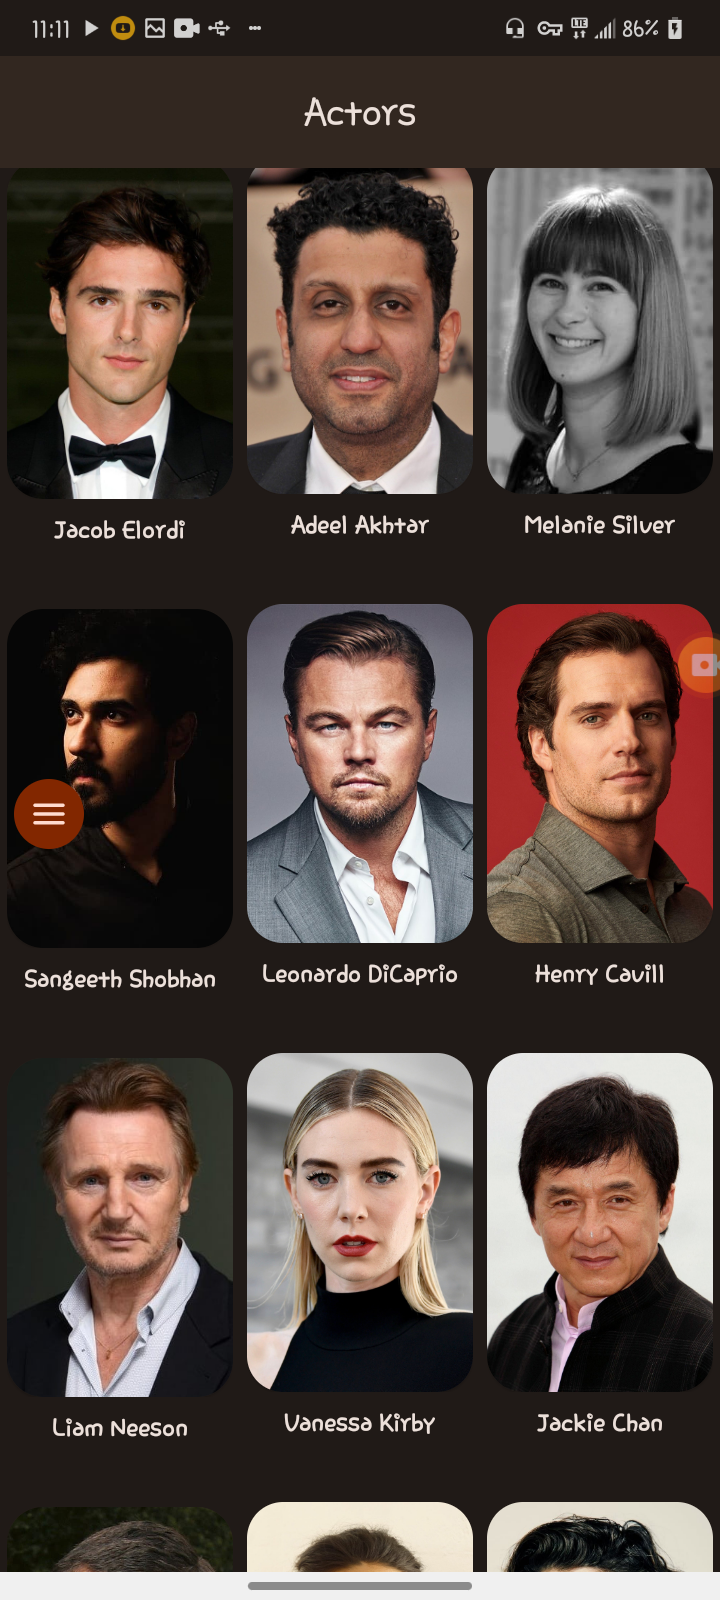 11:11 LTE 86%
Actors
Jacob Elordi
Adeel Akhtar
Melanie Silver
Sangeeth Shobhan
Leonardo DiCaprio
Henry Cavill
Liam Neeson
Vanessa Kirby
Jackie Chan